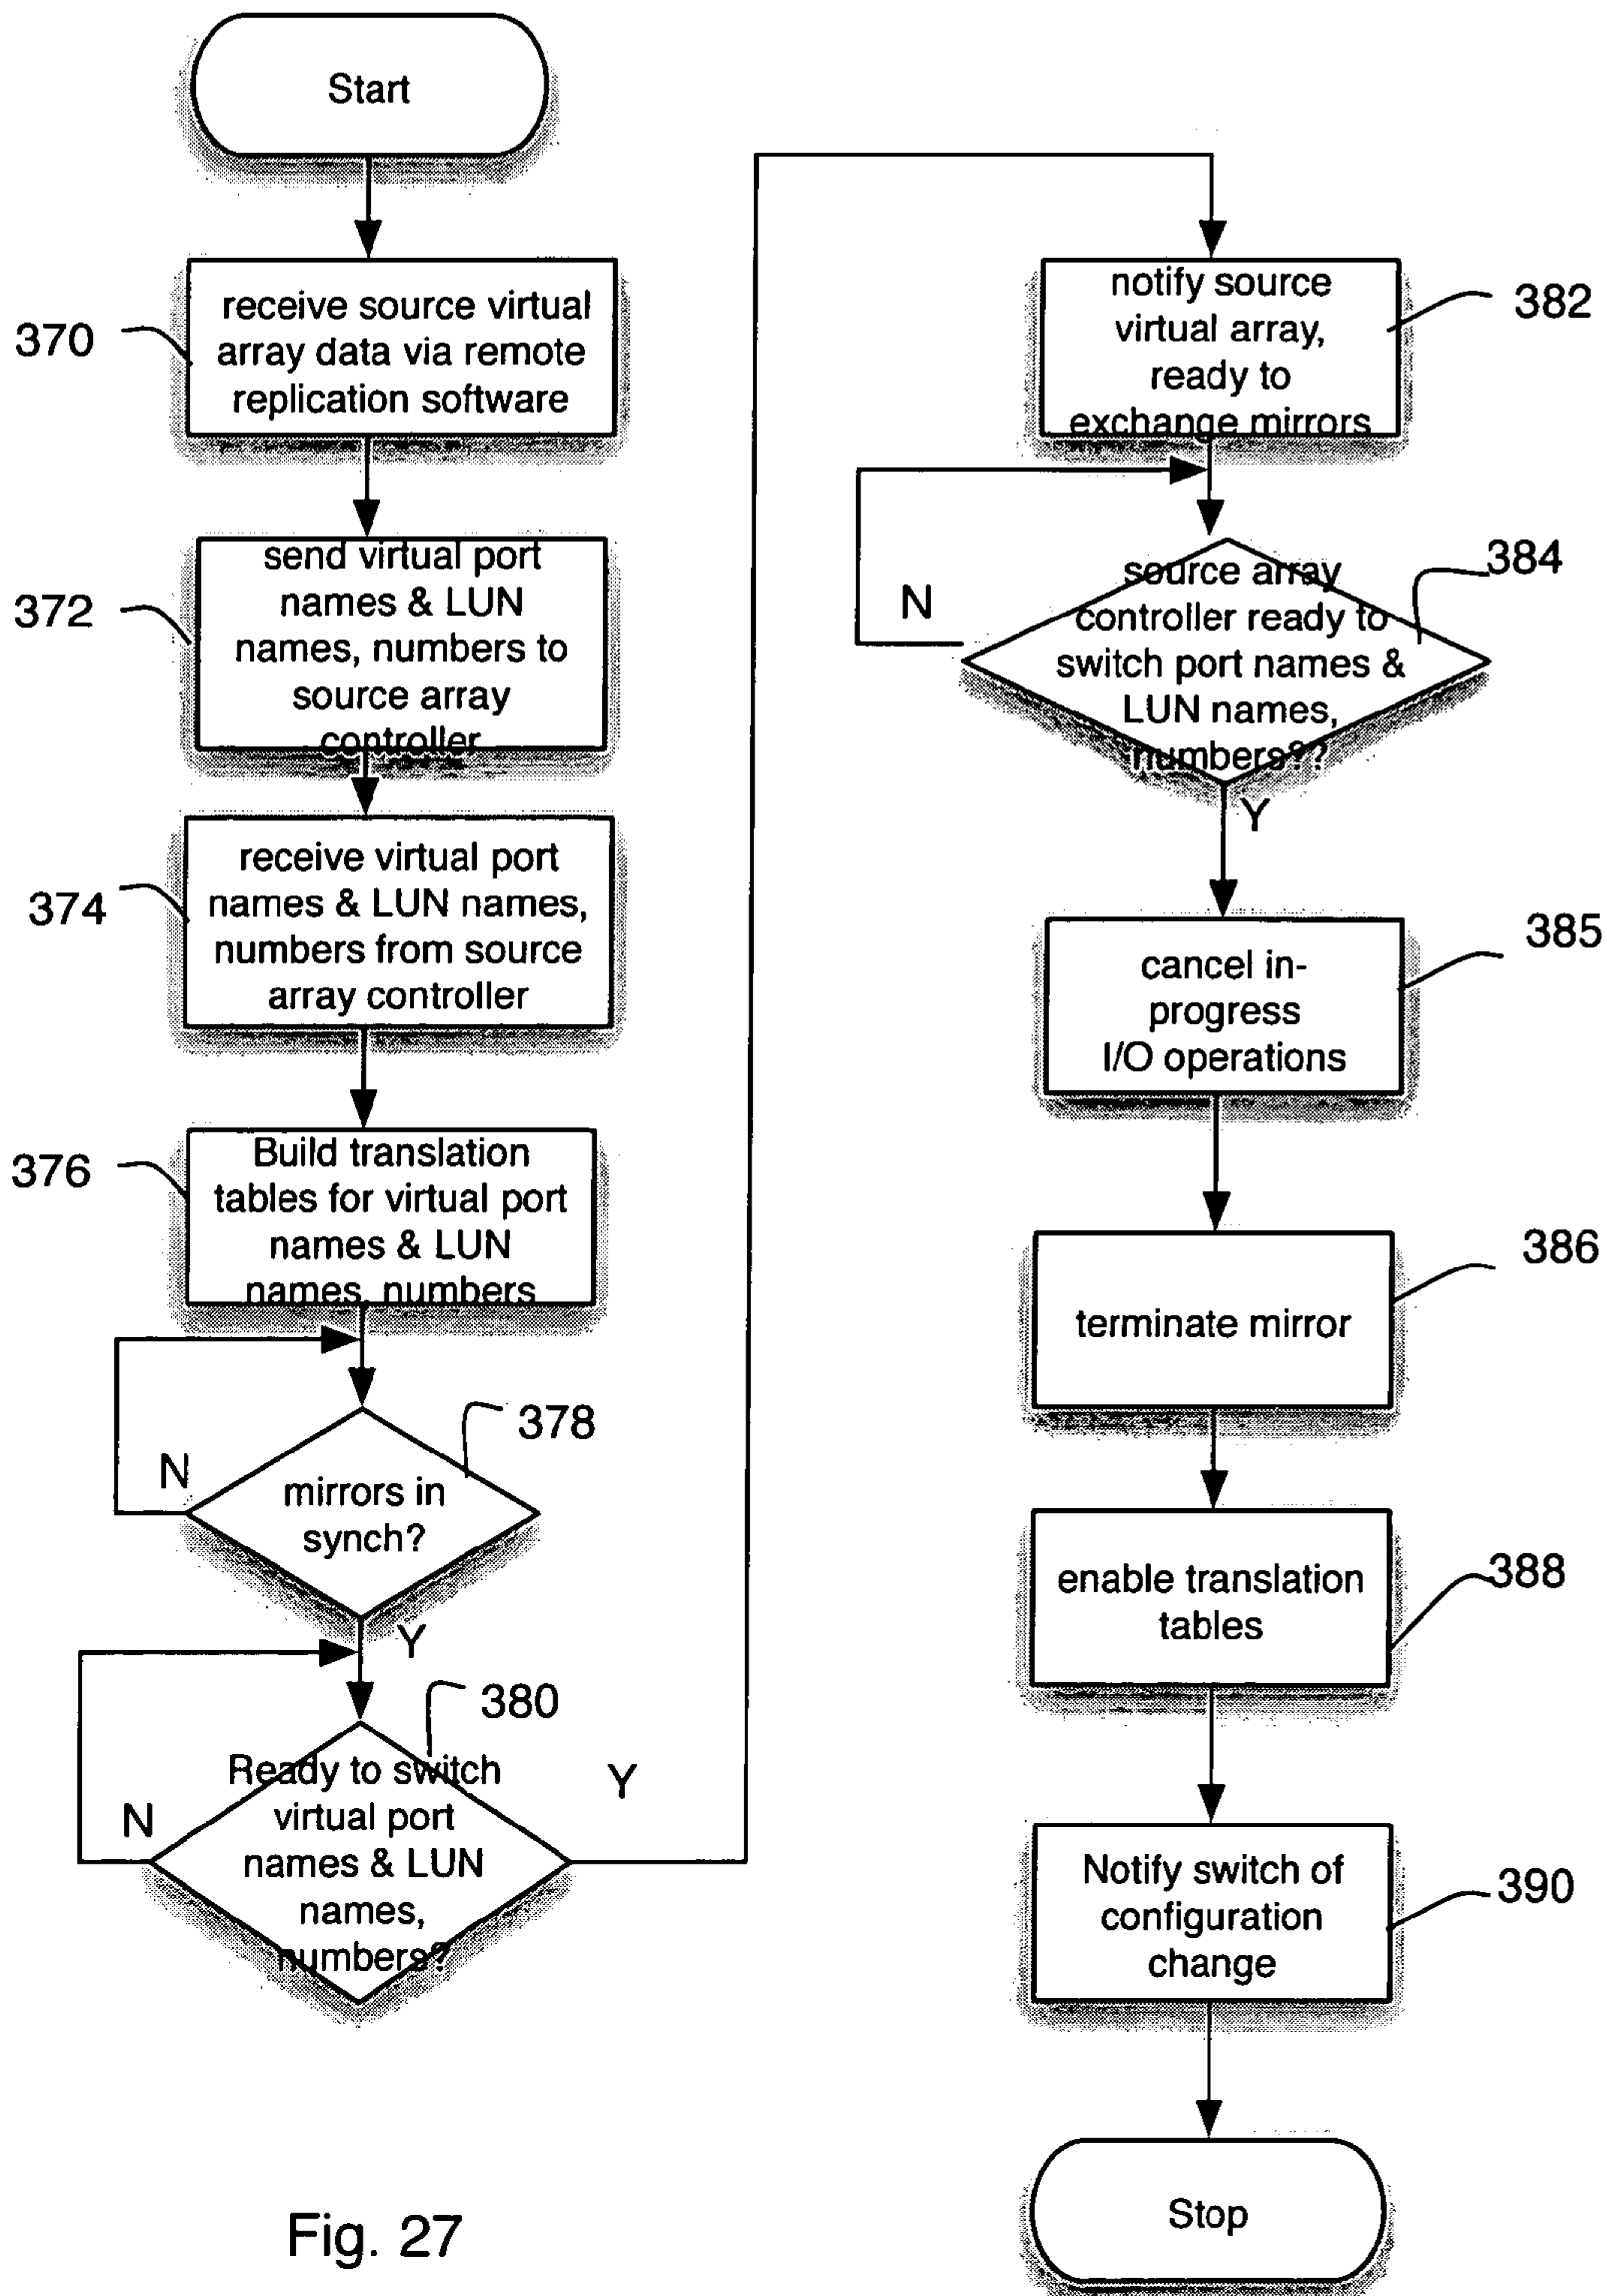 Start
370
receive source virtual
array data via remote
replication software
372
send virtual port
names & LUN
names, numbers to
source array
controller
374
receive virtual port
names & LUN names,
numbers from source
array controller
376
Build translation
tables for virtual port
names & LUN
names, numbers
378
N
mirrors in
synch?
Y
380
Ready to switch
virtual port
names & LUN
names,
numbers?
N
Y
382
notify source
virtual array,
ready to
exchange mirrors
384
N
source array
controller ready to
switch port names &
LUN names,
numbers??
Y
385
cancel in-
progress
I/O operations
386
terminate mirror
388
enable translation
tables
390
Notify switch of
configuration
change
Stop
Fig. 27